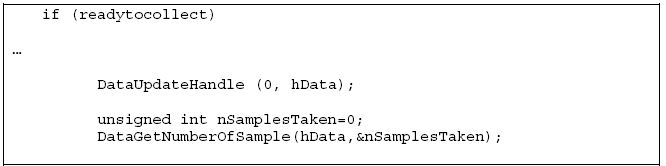 if (readytocollect)
…
DataUpdateHandle (0, hData);
unsigned int nSamplesTaken=0;
DataGetNumberOfSample(hData,&nSamplesTaken);